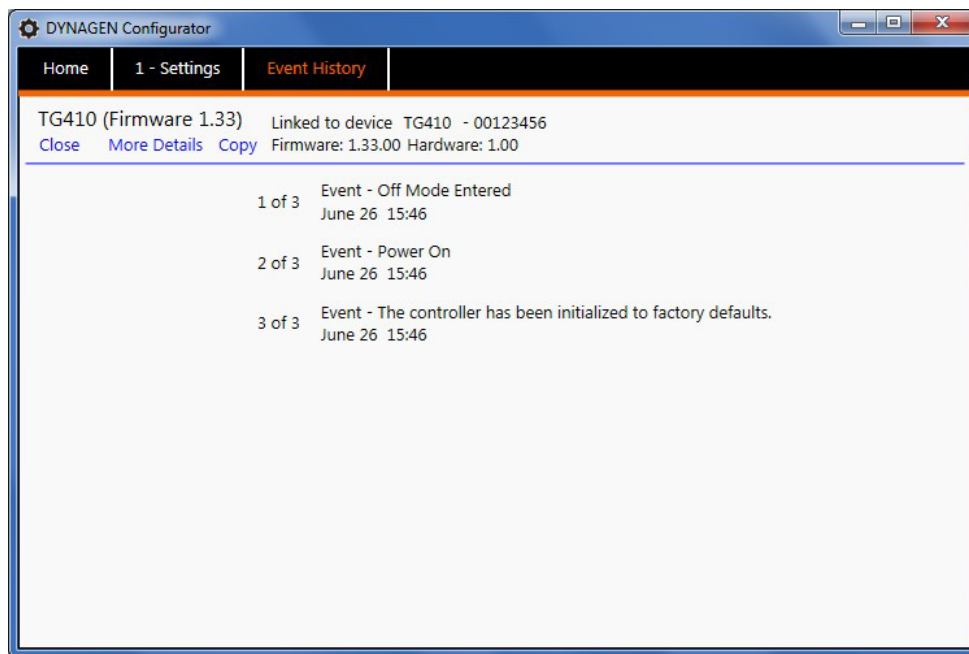 DYNAGEN Configurator
Home 1 - Settings Event History
TG410 (Firmware 1.33) Linked to device TG410 - 00123456
Close More Details Copy Firmware: 1.33.00 Hardware: 1.00
1 of 3 Event - Off Mode Entered
June 26 15:46
2 of 3 Event - Power On
June 26 15:46
3 of 3 Event - The controller has been initialized to factory defaults.
June 26 15:46